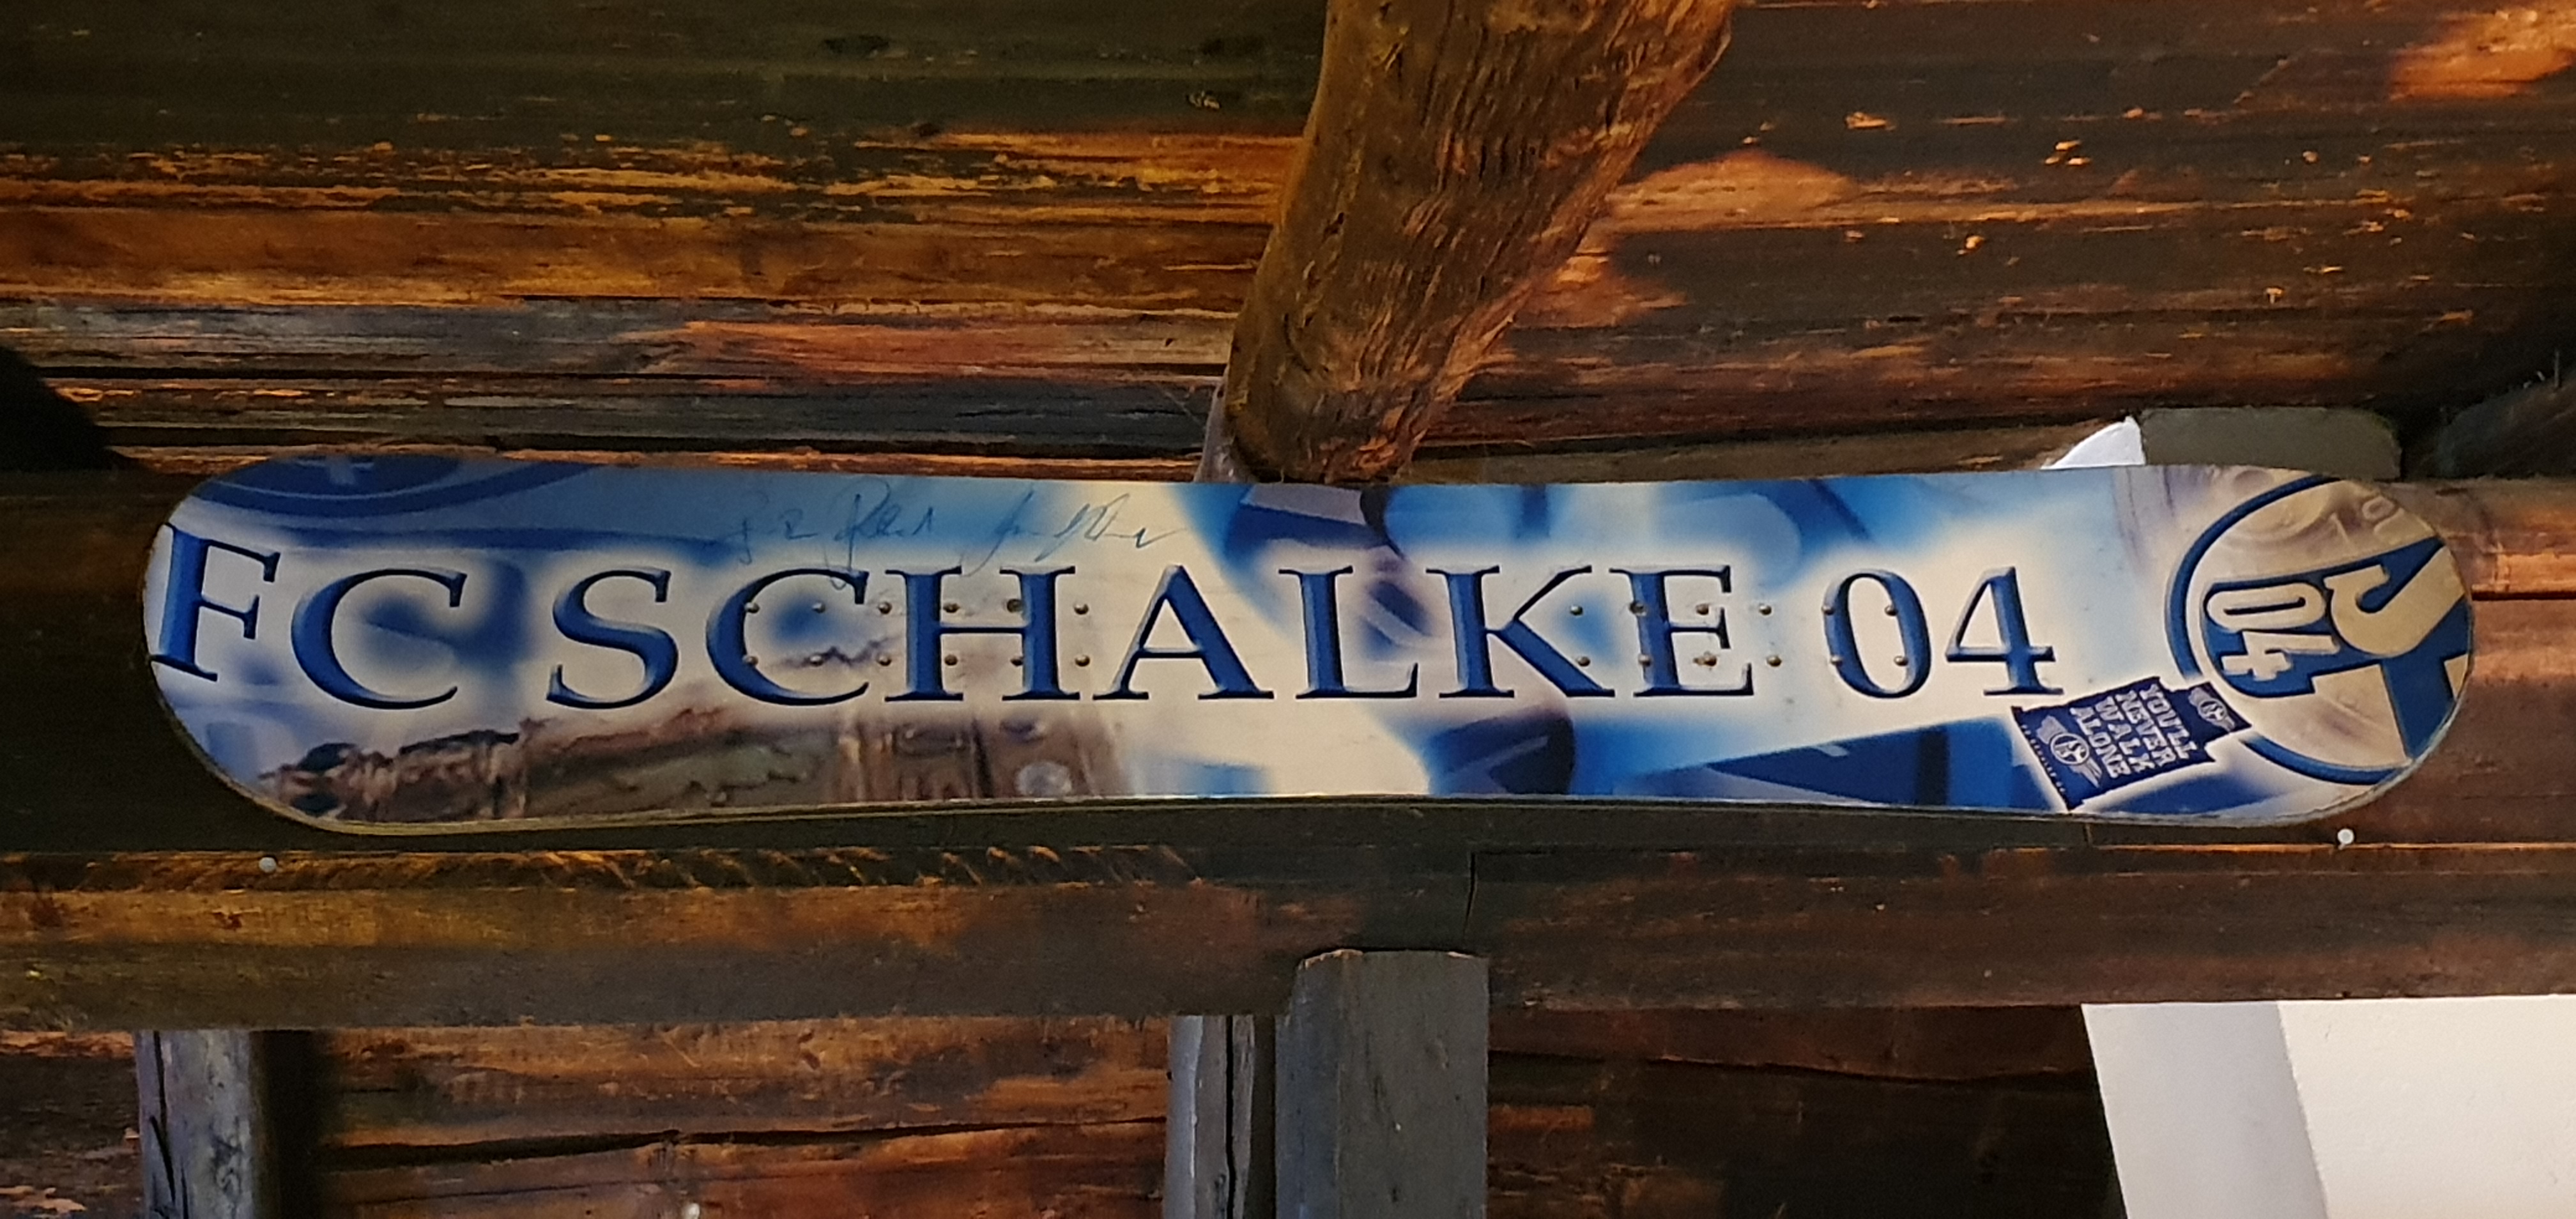 FC SCHALKE 04
04
YOU'LL
NEVER
WALK
ALONE